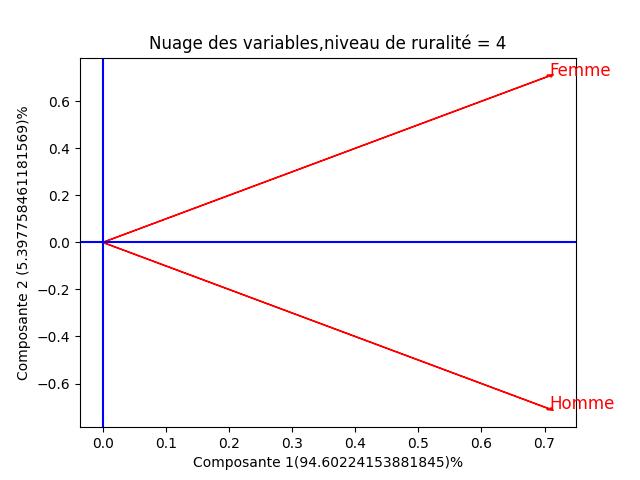 Nuage des variables,niveau de ruralité = 4
Femme
0.6
0.4
0.2
0.0
−0.2
−0.4
−0.6
Homme
Composante 2 (5.397758461181569)%
0.0 0.1 0.2 0.3 0.4 0.5 0.6 0.7
Composante 1(94.60224153881845)%